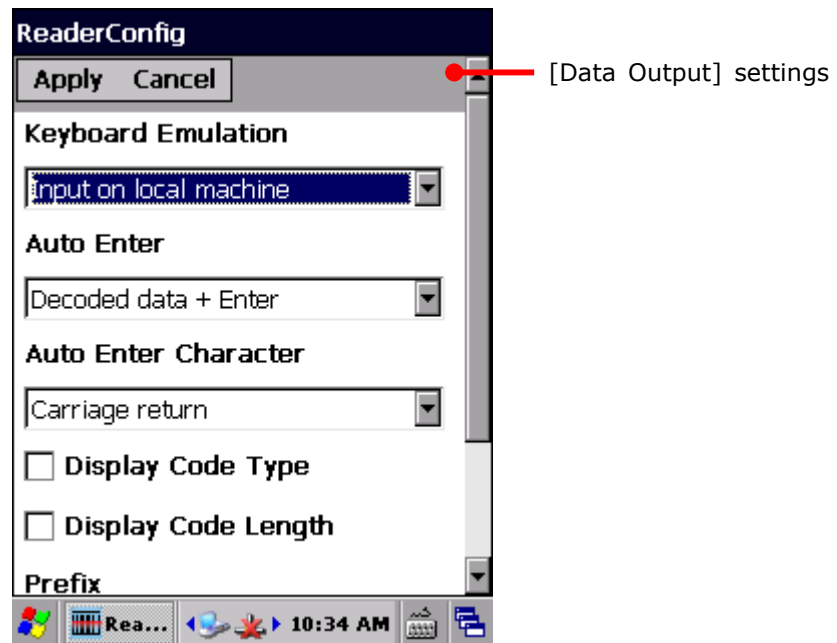 ReaderConfig
Apply Cancel
[Data Output] settings
Keyboard Emulation
Input on local machine
Auto Enter
Decoded data + Enter
Auto Enter Character
Carriage return
Display Code Type
Display Code Length
Prefix
Rea... 10:34 AM